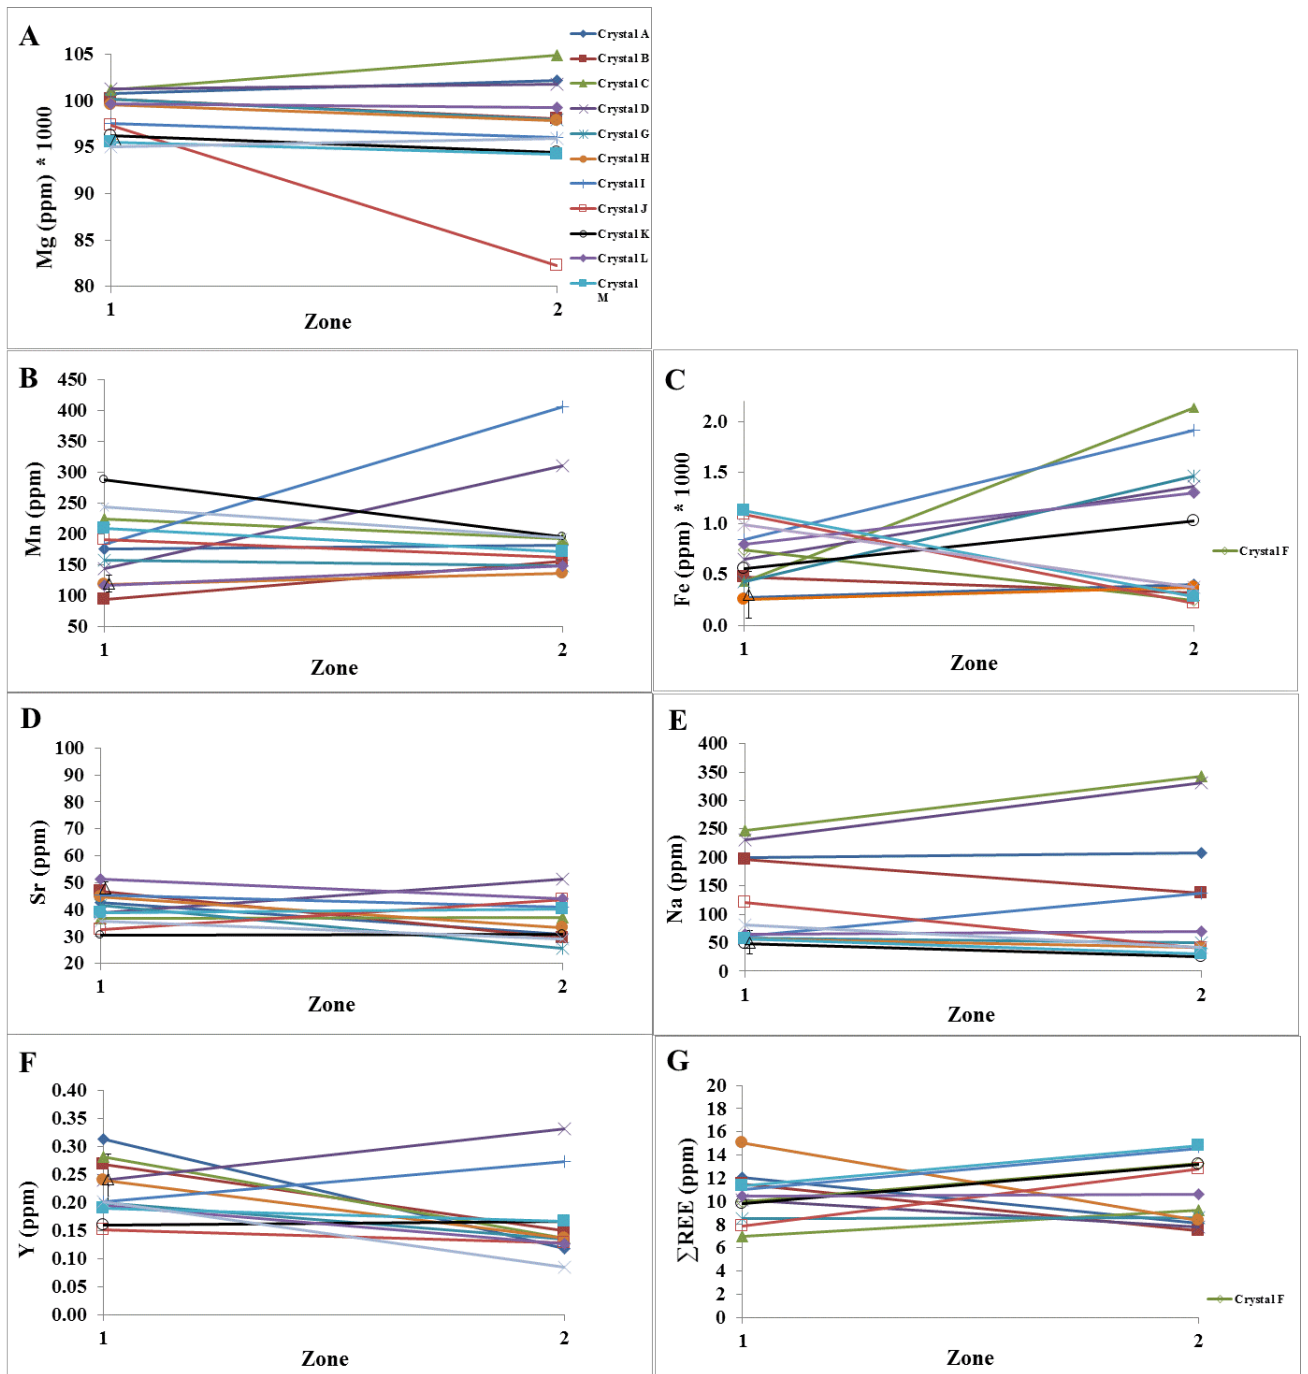 A
Mg (ppm) * 1000
105
100
95
90
85
80
1
2
Zone
Crystal A
Crystal B
Crystal C
Crystal D
Crystal G
Crystal H
Crystal I
Crystal J
Crystal K
Crystal L
Crystal
M
B
Mn (ppm)
450
400
350
300
250
200
150
100
50
1
2
Zone
C
Fe (ppm) * 1000
2.0
1.5
1.0
0.5
0.0
1
2
Zone
Crystal F
D
Sr (ppm)
100
90
80
70
60
50
40
30
20
1
2
Zone
E
Na (ppm)
400
350
300
250
200
150
100
50
0
1
2
Zone
F
Y (ppm)
0.40
0.35
0.30
0.25
0.20
0.15
0.10
0.05
0.00
1
2
Zone
G
∑REE (ppm)
20
18
16
14
12
10
8
6
4
2
0
1
2
Zone
Crystal F